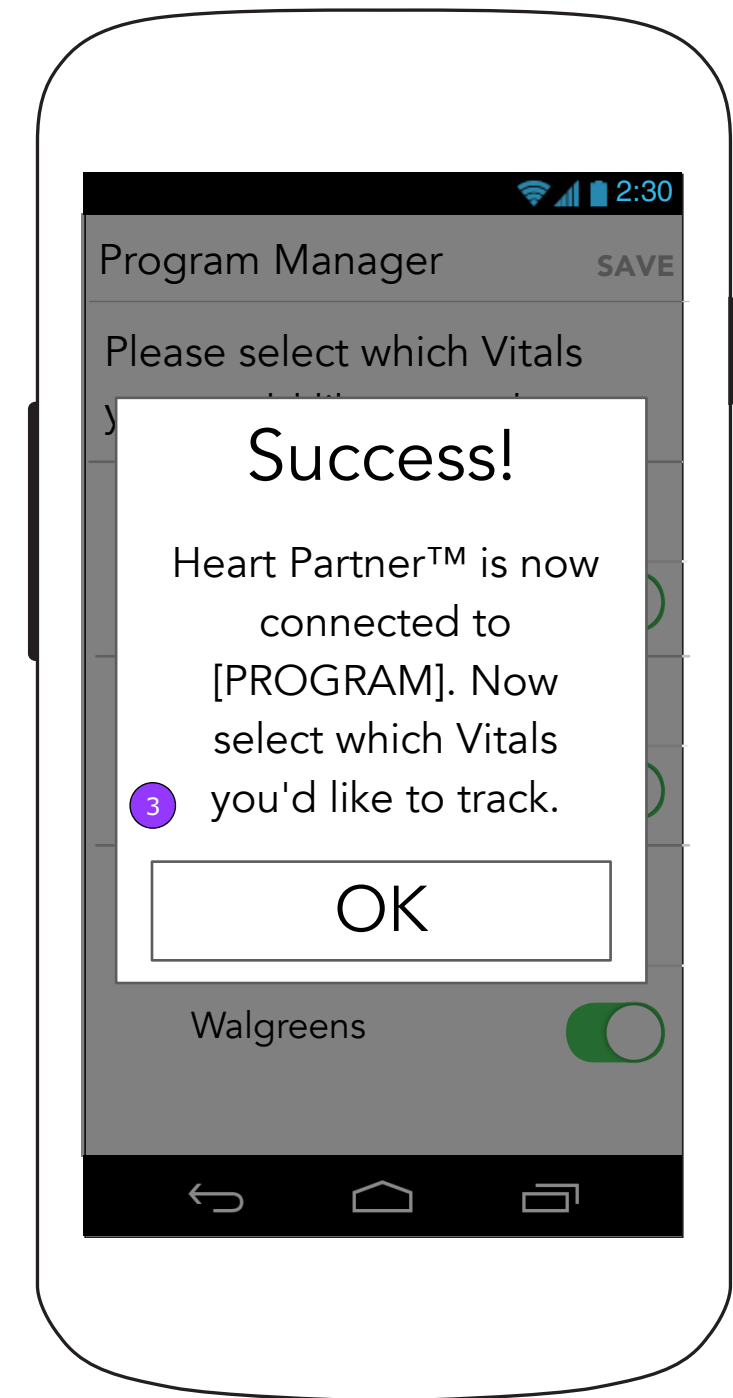 2:30
Program Manager
SAVE
Please select which Vitals
Success!
Heart Partner™ is now
connected to
[PROGRAM]. Now
select which Vitals
you'd like to track.
3
OK
Walgreens